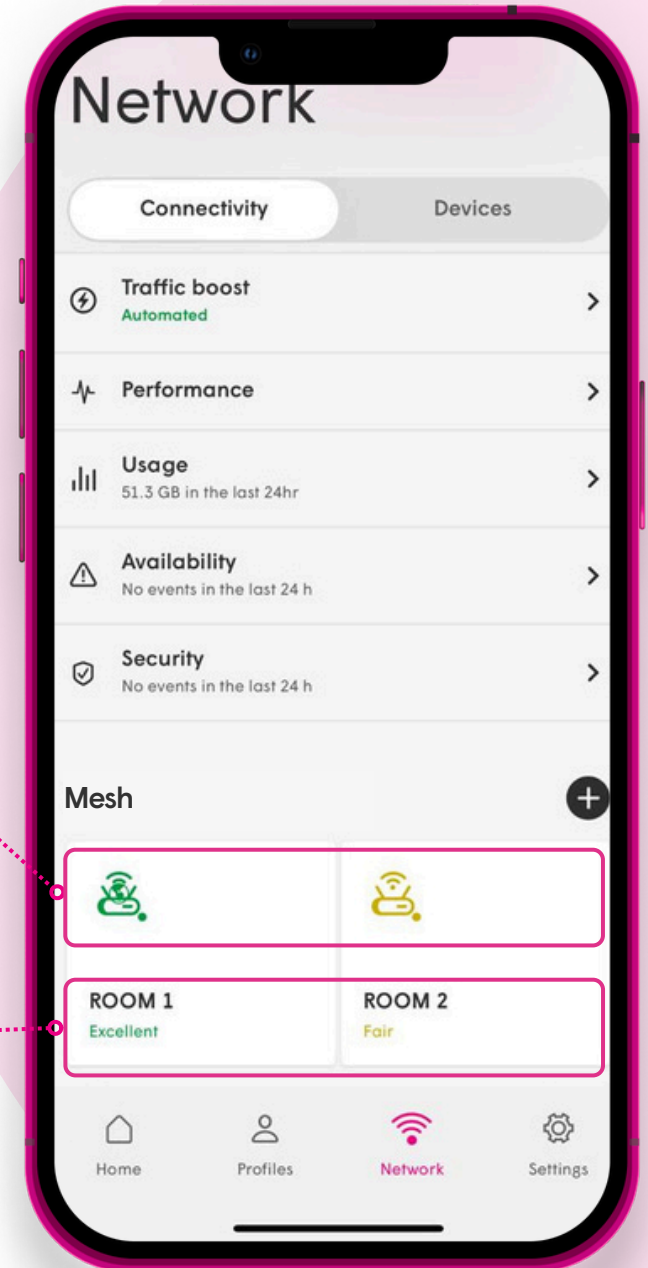 Network
Connectivity Devices
Traffic boost
Automated
Performance
Usage
51.3 GB in the last 24hr
Availability
No events in the last 24 h
Security
No events in the last 24 h
Mesh
ROOM 1 ROOM 2
Excellent Fair
Home Profiles Network Settings